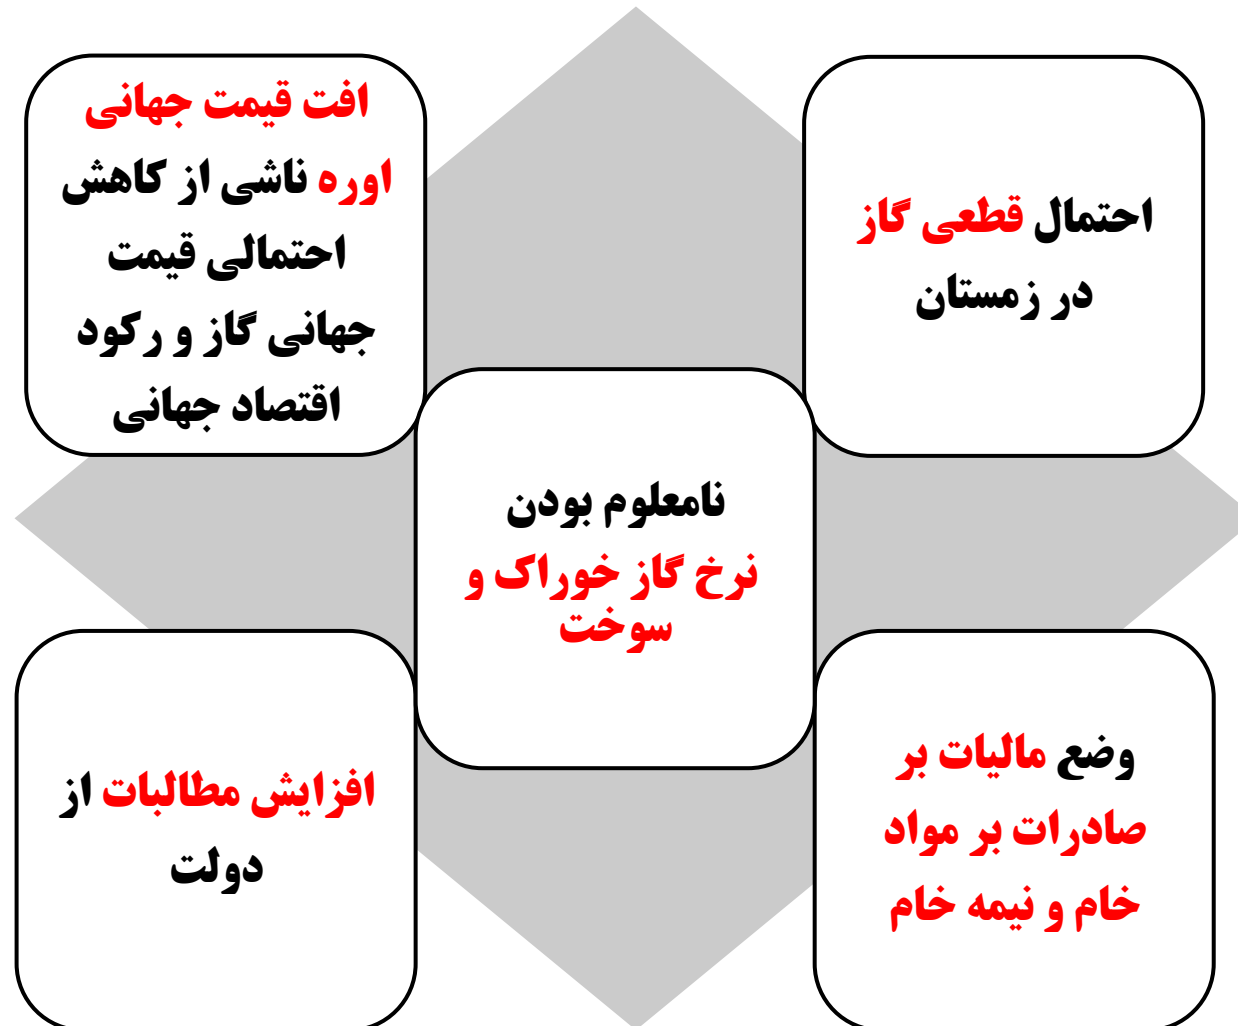 احتمال قطعی گاز
در زمستان
افت قیمت جهانی
اوره ناشی از کاهش
احتمالی قیمت
جهانی گاز و رکود
اقتصاد جهانی
نامعلوم بودن
نرخ گاز خوراک و
سوخت
وضع مالیات بر
صادرات بر مواد
خام و نیمه خام
افزایش مطالبات از
دولت